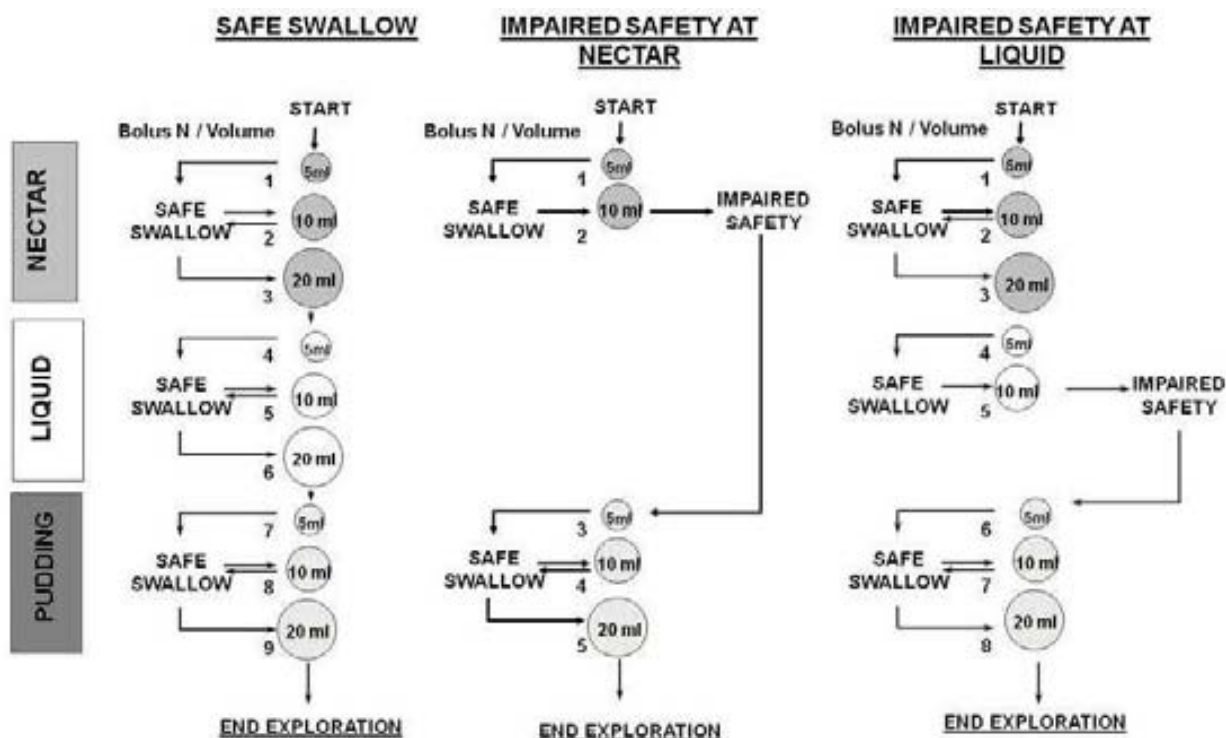 SAFE SWALLOW
START
Bolus N / Volume
5ml
1
SAFE
SWALLOW
10 ml
2
20 ml
3
5ml
4
SAFE
SWALLOW
10 ml
5
20 ml
6
5ml
7
SAFE
SWALLOW
10 ml
8
20 ml
9
END EXPLORATION
IMPAIRED SAFETY AT
NECTAR
START
Bolus N / Volume
5ml
1
SAFE
SWALLOW
10 ml
2
IMPAIRED
SAFETY
5ml
3
SAFE
SWALLOW
10 ml
4
20 ml
5
END EXPLORATION
IMPAIRED SAFETY AT
LIQUID
START
Bolus N / Volume
5ml
1
SAFE
SWALLOW
10 ml
2
20 ml
3
5ml
4
SAFE
SWALLOW
10 ml
5
IMPAIRED
SAFETY
5ml
6
SAFE
SWALLOW
10 ml
7
20 ml
8
END EXPLORATION
NECTAR
LIQUID
PUDDING